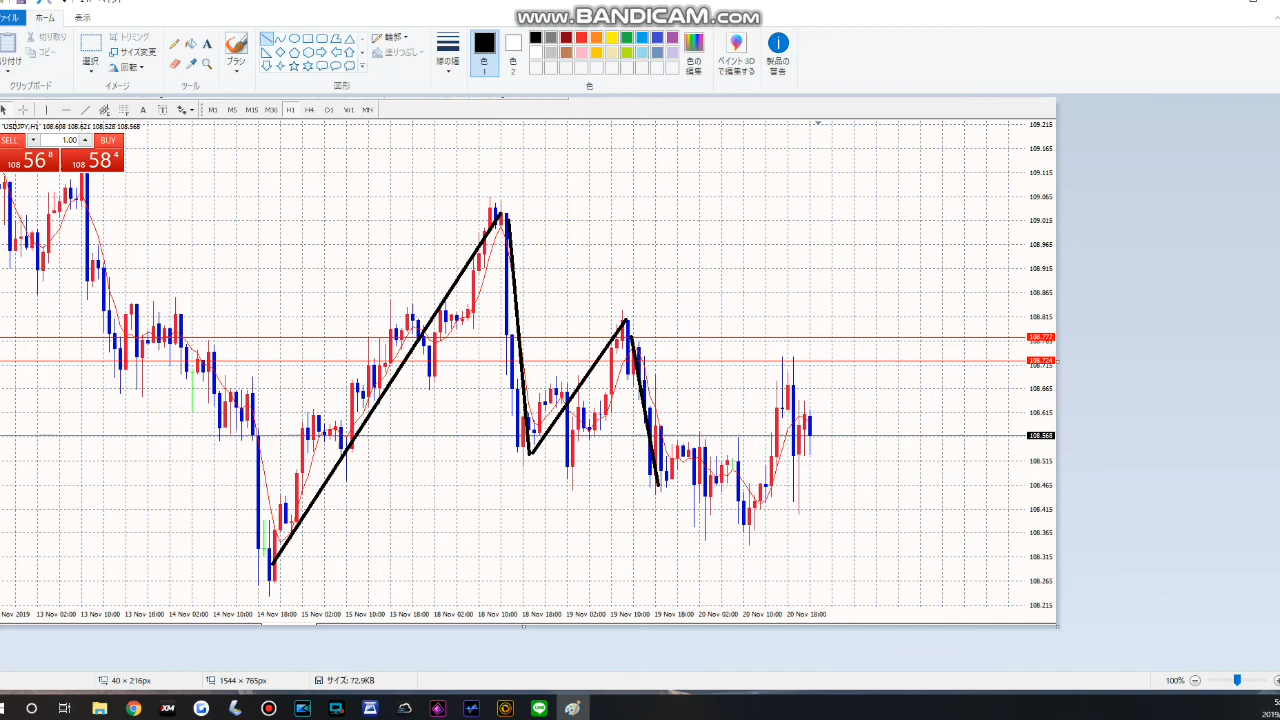 www.BANDICAM.com
ファイル ホーム 表示
切り取り
コピー
り付け
クリップボード
選択
トリミング
サイズ変更
回転
イメージ
A
ツール
ブラシ
輪郭
塗りつぶし
図形
線の幅
色
1
色
2
色の
編集
色
ペイント 3D
で編集する
製品の
警告
A T M1 M5 M15 M30 H1 H4 D1 W1 MN
USDJPY,H1 108.608 108.621 108.528 108.568
SELL 1.00 BUY
108 56 8 108 58 4
109.215
109.165
109.115
109.065
109.015
108.965
108.915
108.865
108.815
108.772
108.724
108.715
108.665
108.615
108.568
108.515
108.465
108.415
108.365
108.315
108.265
108.215
Nov 2019 13 Nov 02:00 13 Nov 10:00 13 Nov 18:00 14 Nov 02:00 14 Nov 10:00 14 Nov 18:00 15 Nov 02:00 15 Nov 10:00 15 Nov 18:00 18 Nov 02:00 18 Nov 10:00 18 Nov 18:00 19 Nov 02:00 19 Nov 10:00 19 Nov 18:00 20 Nov 02:00 20 Nov 10:00 20 Nov 18:00
40 × 216px 1544 × 765px サイズ: 72.9KB 100%
XM LINE
2019